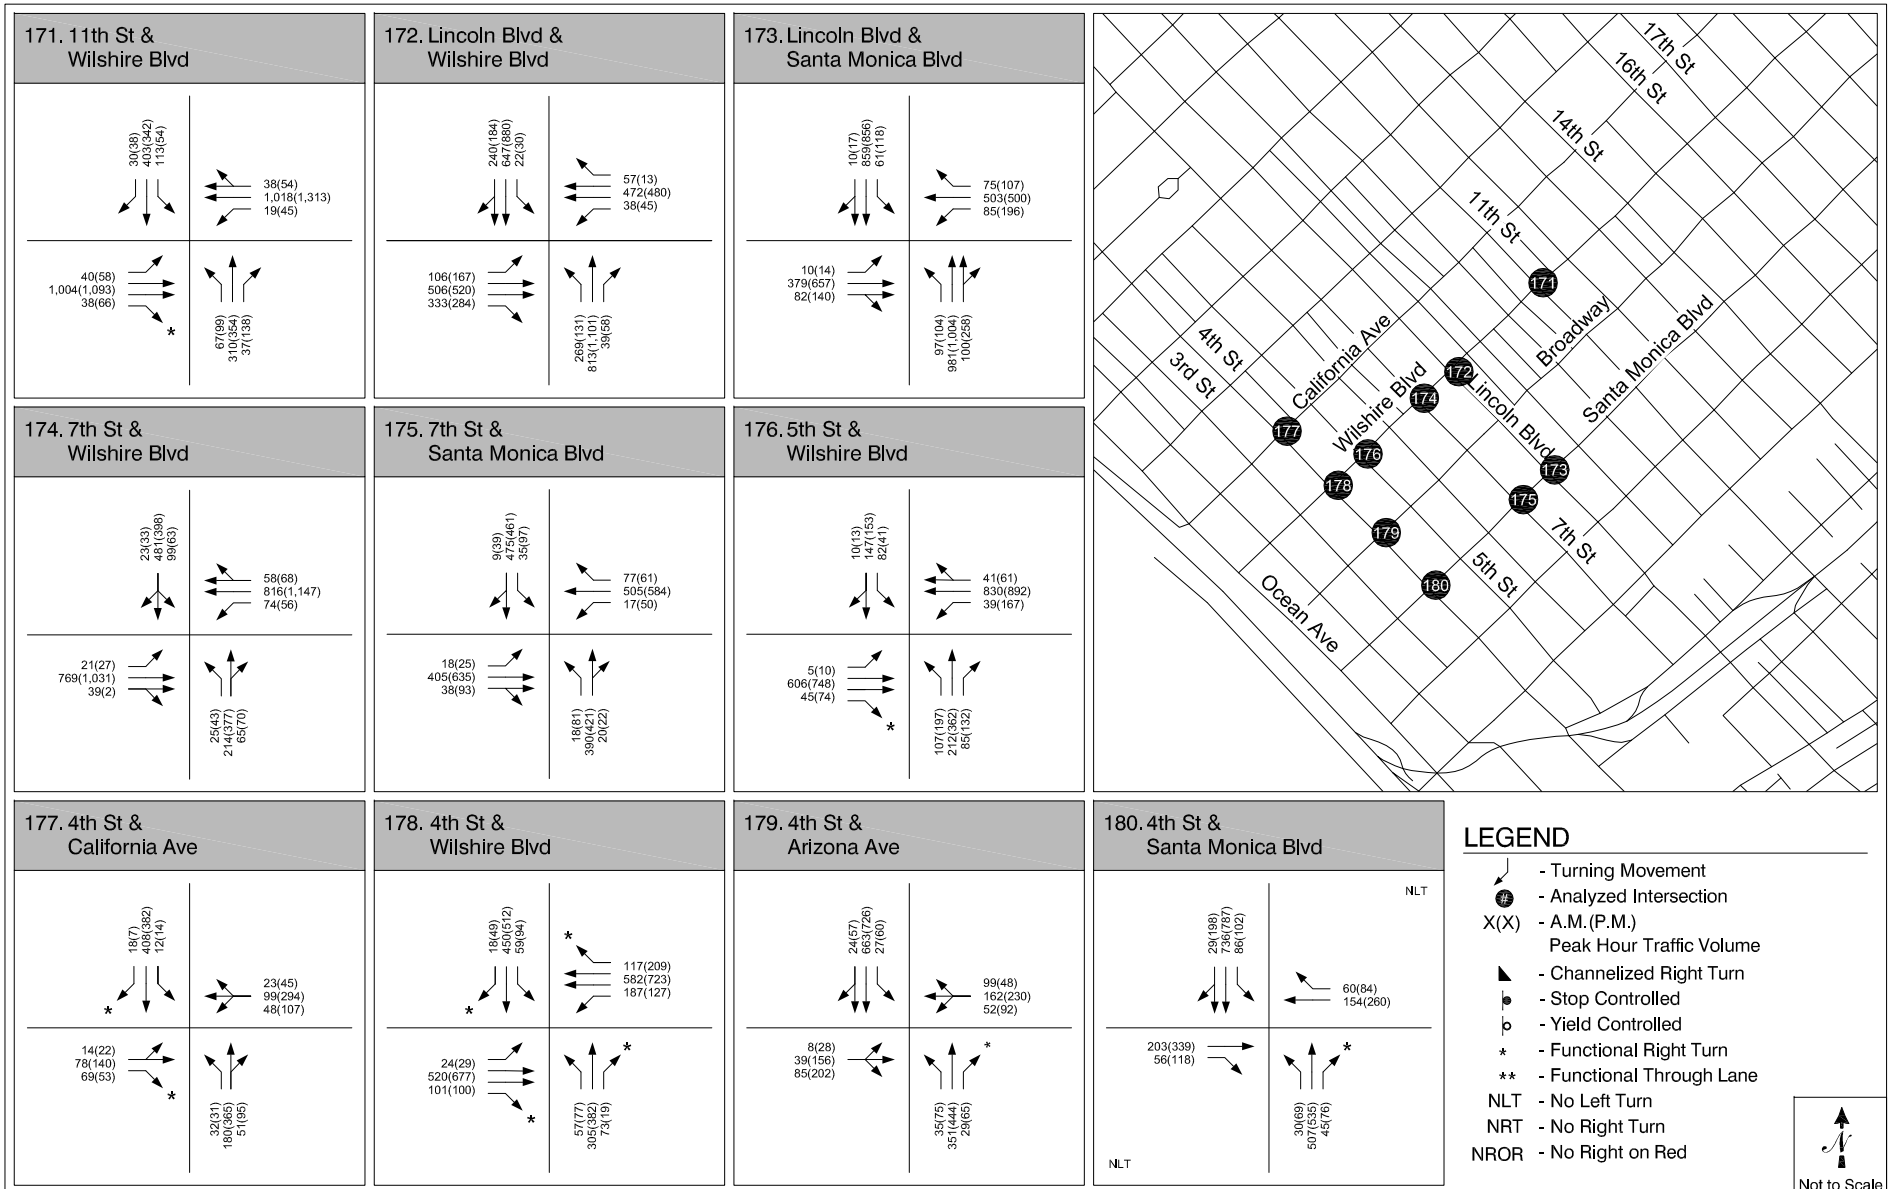 171. 11th St &
Wilshire Blvd
30(38)
403(342)
113(54)
38(54)
1,018(1,313)
19(45)
40(58)
1,004(1,093)
38(66)
*
67(99)
310(354)
37(138)
172. Lincoln Blvd &
Wilshire Blvd
240(184)
647(880)
22(30)
57(13)
472(480)
38(45)
106(167)
506(520)
333(284)
269(131)
813(1,101)
39(58)
173. Lincoln Blvd &
Santa Monica Blvd
10(17)
859(856)
61(118)
75(107)
503(500)
85(196)
10(14)
379(657)
82(140)
97(104)
981(1,004)
100(258)
174. 7th St &
Wilshire Blvd
23(33)
481(398)
99(63)
58(68)
816(1,147)
74(56)
21(27)
769(1,031)
39(2)
25(43)
214(377)
65(70)
175. 7th St &
Santa Monica Blvd
9(39)
475(461)
35(97)
77(61)
505(584)
17(50)
18(25)
405(635)
38(93)
18(81)
390(421)
20(22)
176. 5th St &
Wilshire Blvd
10(13)
147(153)
82(41)
41(61)
830(892)
39(167)
5(10)
606(748)
45(74)
*
107(197)
212(362)
85(132)
177. 4th St &
California Ave
18(7)
408(382)
12(14)
*
23(45)
99(294)
48(107)
14(22)
78(140)
69(53)
*
32(31)
180(365)
51(95)
178. 4th St &
Wilshire Blvd
18(49)
450(512)
59(94)
*
*
117(209)
582(723)
187(127)
24(29)
520(677)
101(100)
*
*
57(77)
305(382)
73(19)
179. 4th St &
Arizona Ave
24(57)
663(726)
27(60)
99(48)
162(230)
52(92)
8(28)
39(156)
85(202)
*
35(75)
351(444)
29(65)
180. 4th St &
Santa Monica Blvd
NLT
29(198)
736(787)
86(102)
60(84)
154(260)
203(339)
56(118)
*
30(69)
507(535)
45(76)
NLT
17th St
16th St
14th St
11th St
171
Broadway
Santa Monica Blvd
California Ave
4th St
3rd St
172
Lincoln Blvd
Wilshire Blvd
174
177
176
173
178
175
179
7th St
5th St
180
Ocean Ave
LEGEND
- Turning Movement
# - Analyzed Intersection
X(X) - A.M.(P.M.)
Peak Hour Traffic Volume
- Channelized Right Turn
- Stop Controlled
- Yield Controlled
* - Functional Right Turn
** - Functional Through Lane
NLT - No Left Turn
NRT - No Right Turn
NROR - No Right on Red
N
Not to Scale